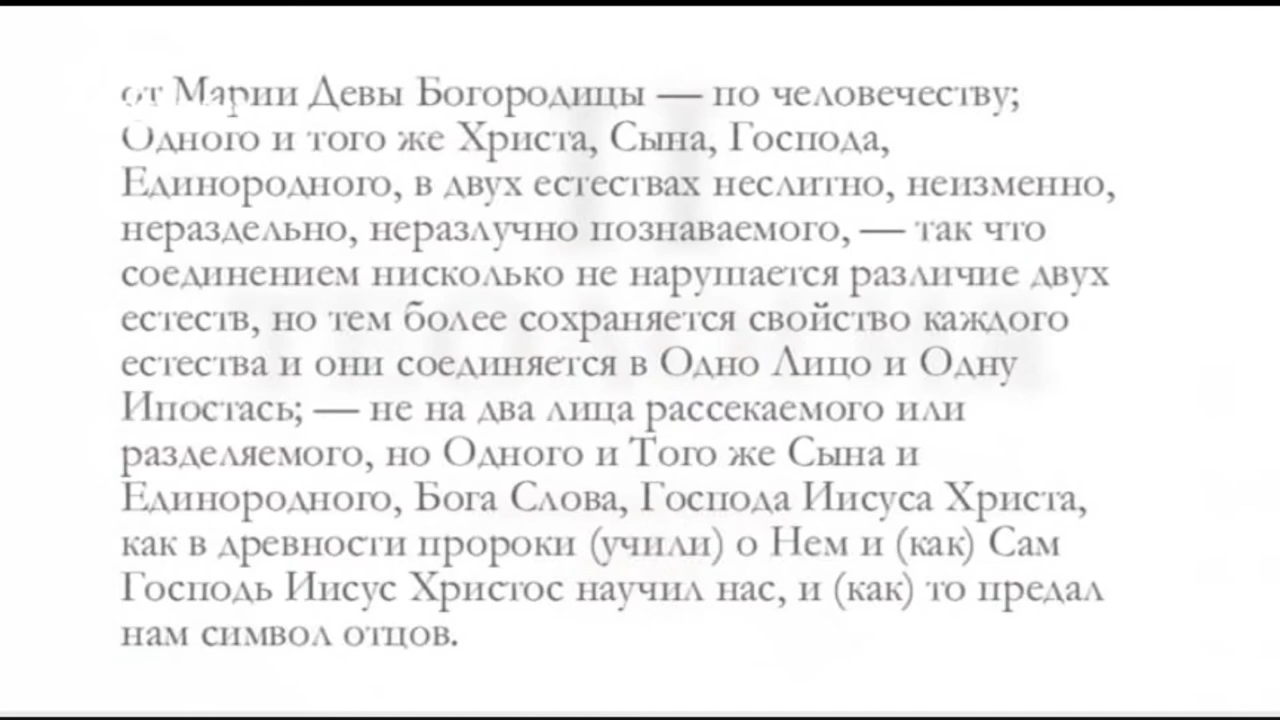 от Марии Девы Богородицы — по человечеству;
Одного и того же Христа, Сына, Господа,
Единородного, в двух естествах неслитно, неизменно,
нераздельно, неразлучно познаваемого, — так что
соединением нисколько не нарушается различие двух
естеств, но тем более сохраняется свойство каждого
естества и они соединяется в Одно Лицо и Одну
Ипостась; — не на два лица рассекаемого или
разделяемого, но Одного и Того же Сына и
Единородного, Бога Слова, Господа Иисуса Христа,
как в древности пророки (учили) о Нем и (как) Сам
Господь Иисус Христос научил нас, и (как) то предал
нам символ отцов.